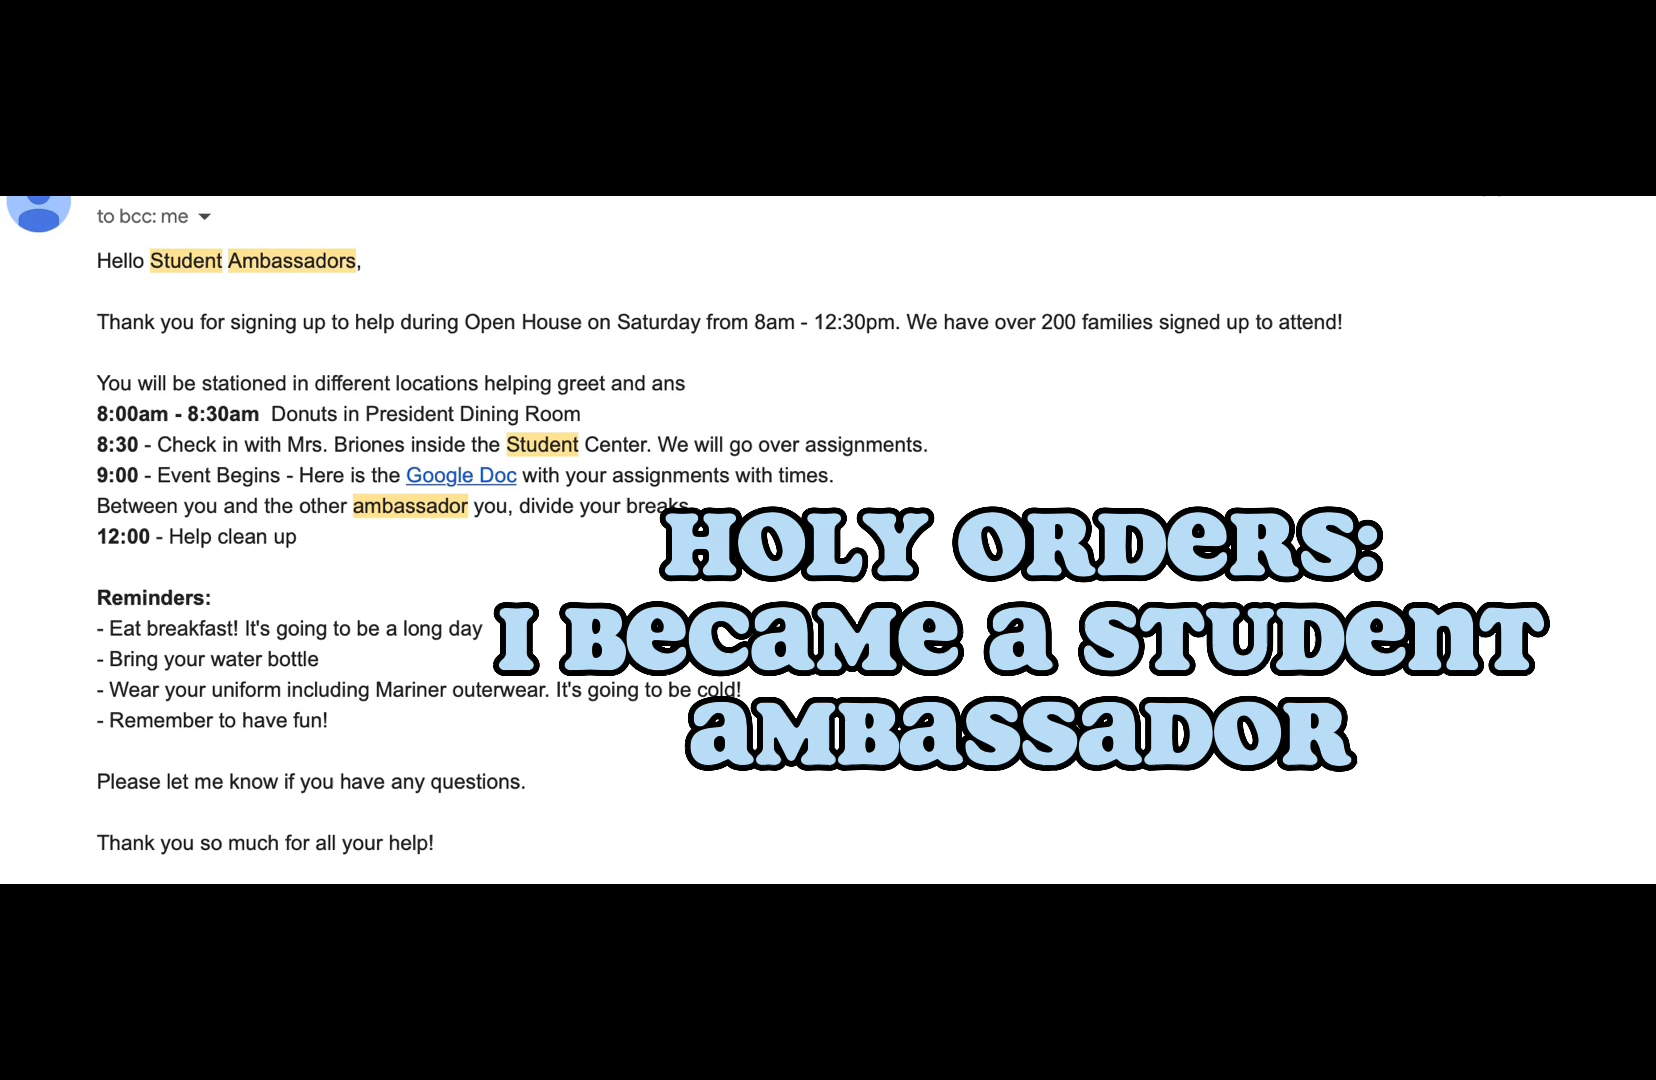 to bcc: me
Hello Student Ambassadors,
Thank you for signing up to help during Open House on Saturday from 8am - 12:30pm. We have over 200 families signed up to attend!
You will be stationed in different locations helping greet and ans
8:00am - 8:30am Donuts in President Dining Room
8:30 - Check in with Mrs. Briones inside the Student Center. We will go over assignments.
9:00 - Event Begins - Here is the Google Doc with your assignments with times.
Between you and the other ambassador you, divide your breaks
12:00 - Help clean up
HOLY ORDERS:
I BECAME A STUDENT
AMBASSADOR
Reminders:
- Eat breakfast! It's going to be a long day
- Bring your water bottle
- Wear your uniform including Mariner outerwear. It's going to be cold!
- Remember to have fun!
Please let me know if you have any questions.
Thank you so much for all your help!